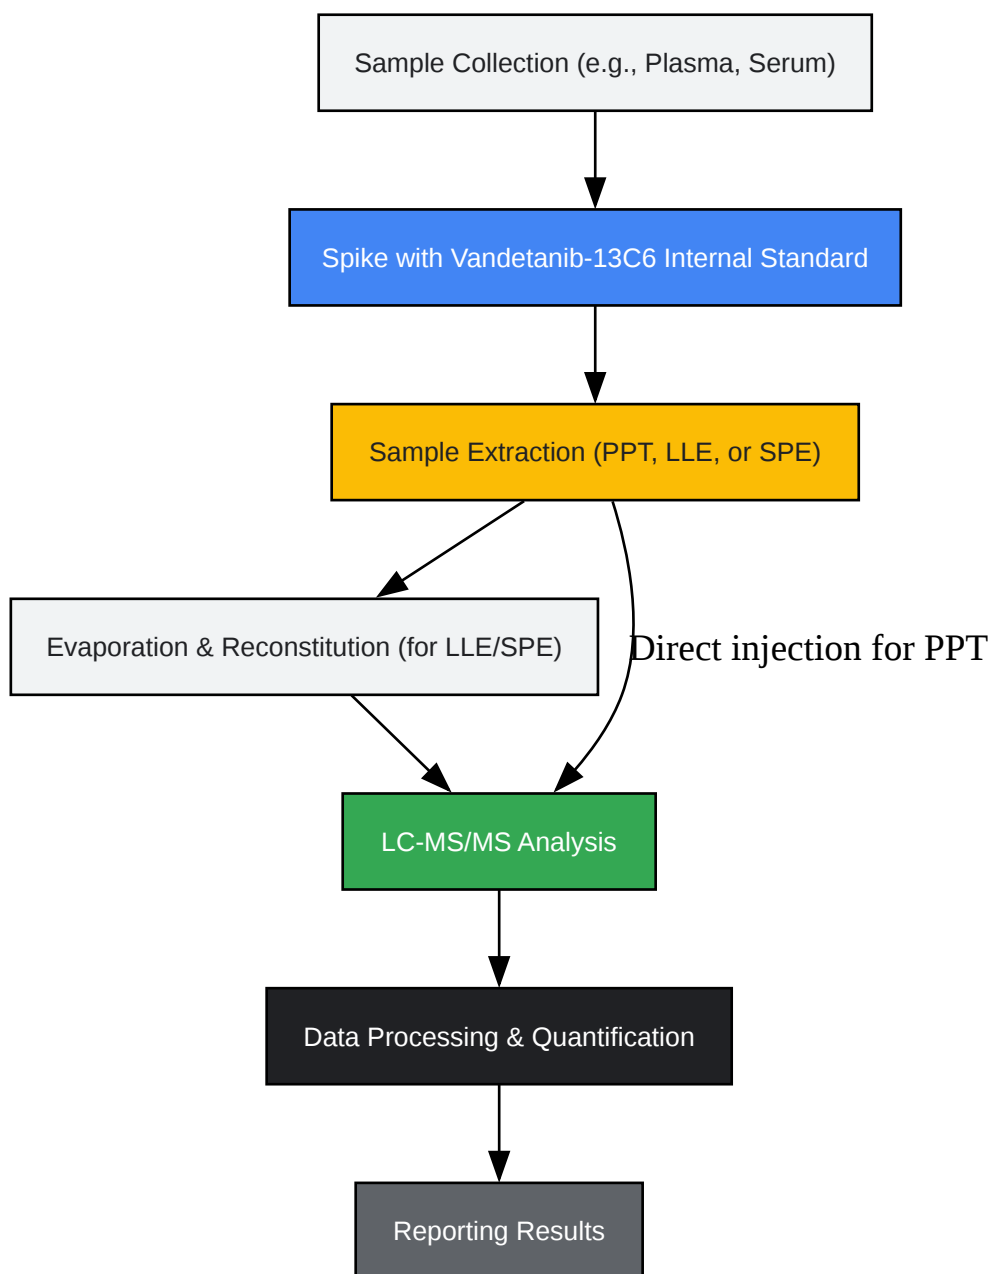 Sample Collection (e.g., Plasma, Serum)
Spike with Vandetanib-13C6 Internal Standard
Sample Extraction (PPT, LLE, or SPE)
Evaporation & Reconstitution (for LLE/SPE)
Direct injection for PPT
LC-MS/MS Analysis
Data Processing & Quantification
Reporting Results